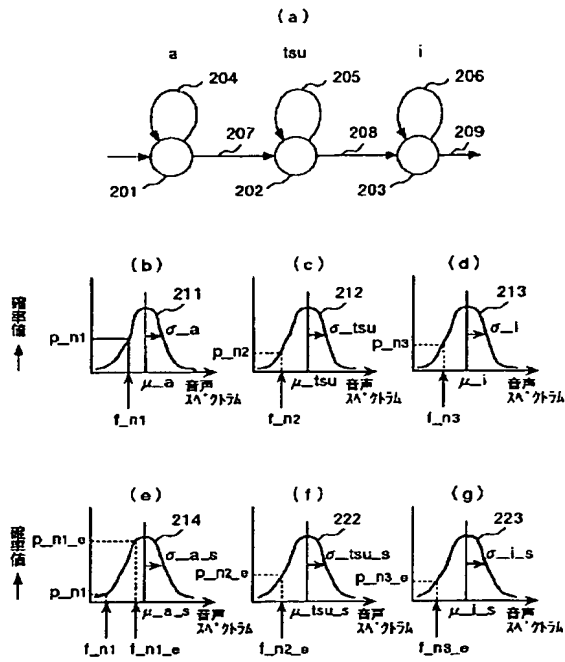 (a)
a tsu i
204 205 206
207 208 209
201 202 203
(b) (c) (d)
確率値
211 212 213
p_n1 σ_a p_n2 σ_tsu p_n3 σ_i
μ_a 音声 μ_tsu 音声 μ_i 音声
スペクトラム スペクトラム スペクトラム
f_n1 f_n2 f_n3
(e) (f) (g)
確率値
214 222 223
p_n1_e σ_a_s p_n2_e σ_tsu_s p_n3_e σ_i_s
p_n1
μ_a_s 音声 μ_tsu_s 音声 μ_i_s 音声
スペクトラム スペクトラム スペクトラム
f_n1 f_n1_e f_n2_e f_n3_e